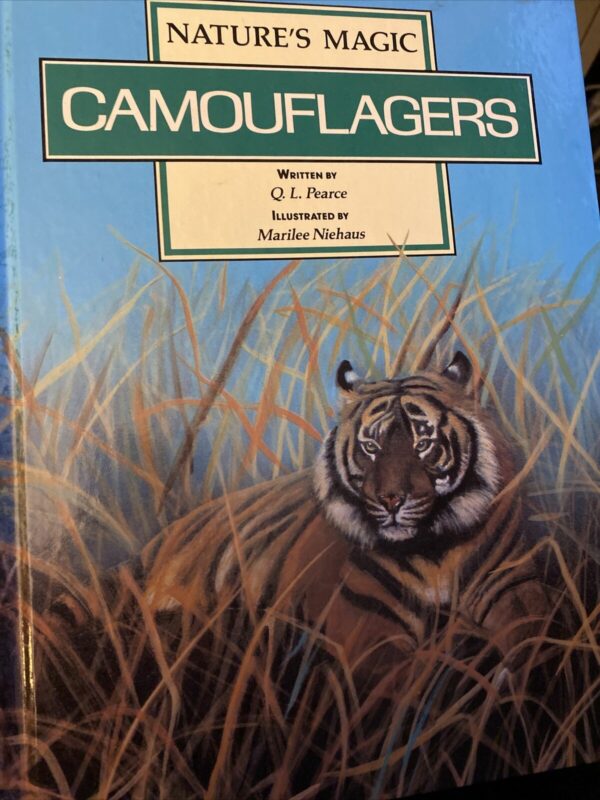 NATURE'S MAGIC
CAMOUFLAGERS
WRITTEN BY
Q. L. Pearce
ILLUSTRATED BY
Marilee Niehaus